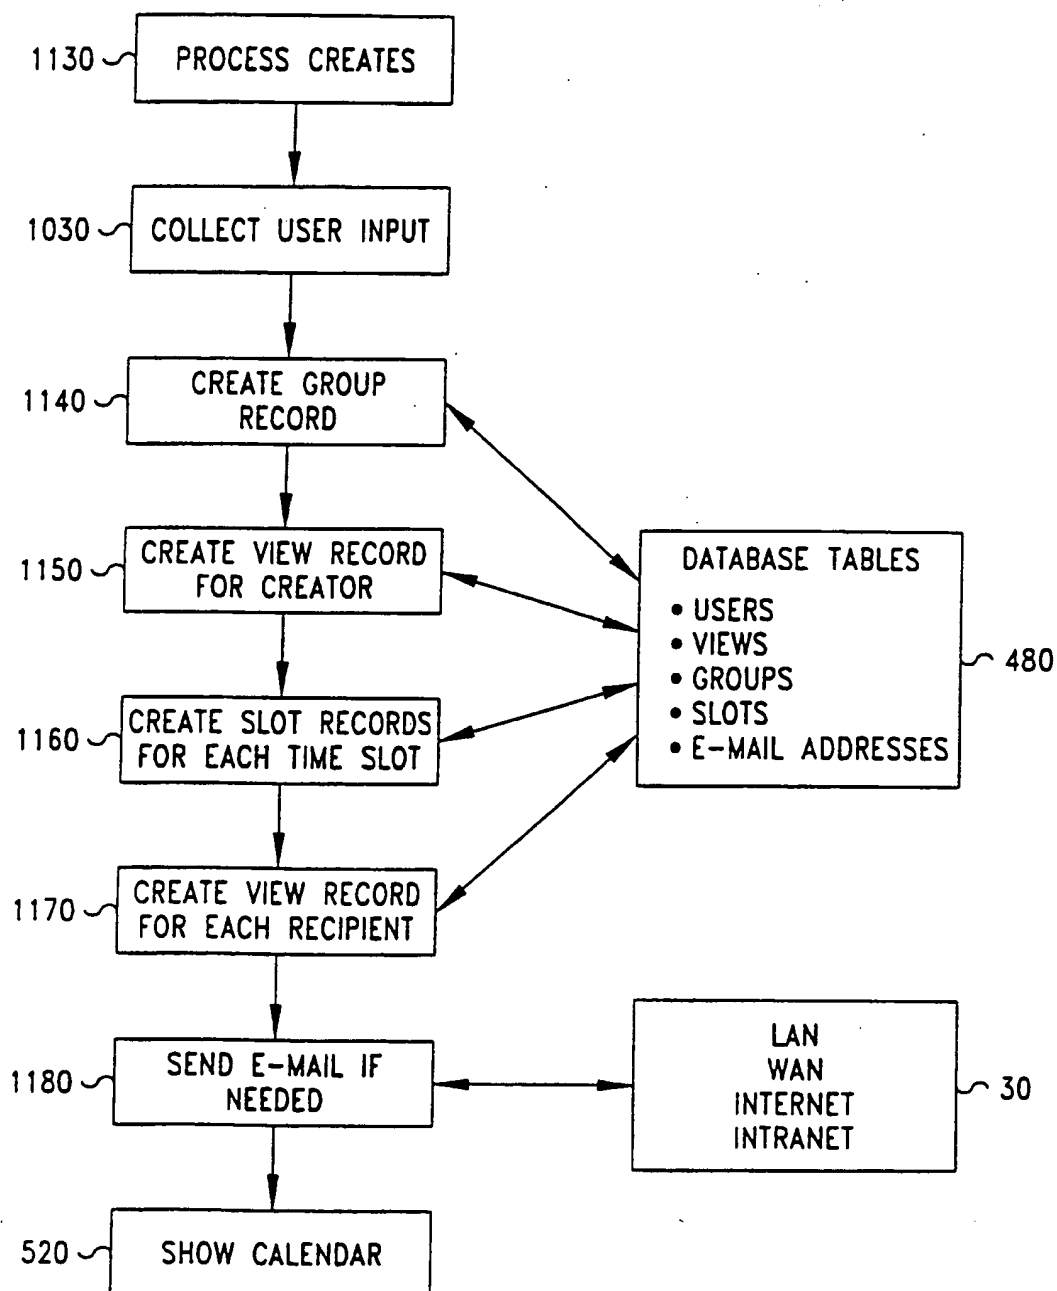 1130
PROCESS CREATES
1030
COLLECT USER INPUT
1140
CREATE GROUP
RECORD
1150
CREATE VIEW RECORD
FOR CREATOR
1160
CREATE SLOT RECORDS
FOR EACH TIME SLOT
1170
CREATE VIEW RECORD
FOR EACH RECIPIENT
1180
SEND E-MAIL IF
NEEDED
520
SHOW CALENDAR
DATABASE TABLES
• USERS
• VIEWS
• GROUPS
• SLOTS
• E-MAIL ADDRESSES
480
LAN
WAN
INTERNET
INTRANET
30